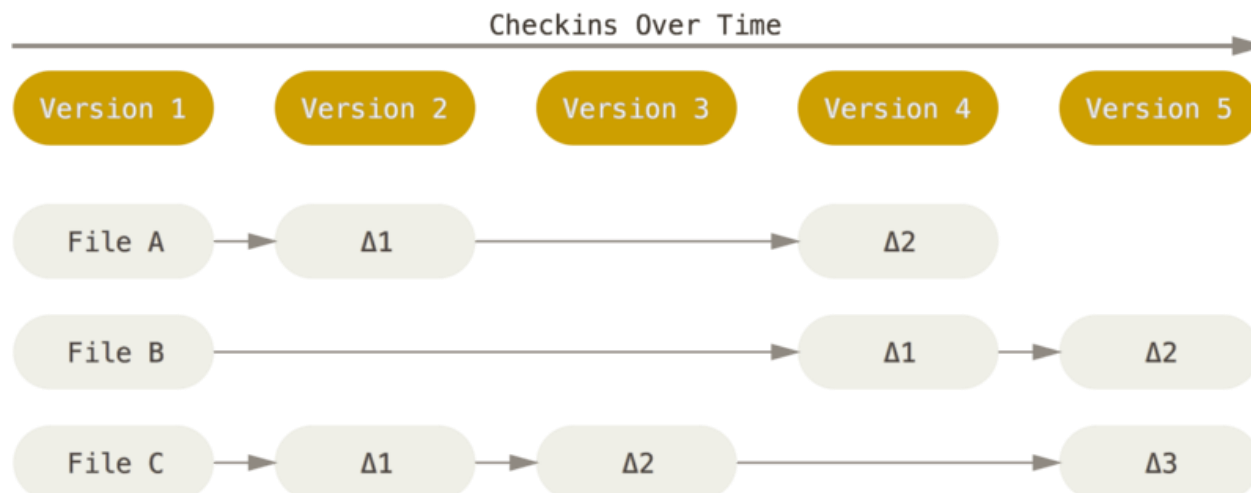 Checkins Over Time
Version 1 Version 2 Version 3 Version 4 Version 5
File A Δ1 Δ2
File B Δ1 Δ2
File C Δ1 Δ2 Δ3